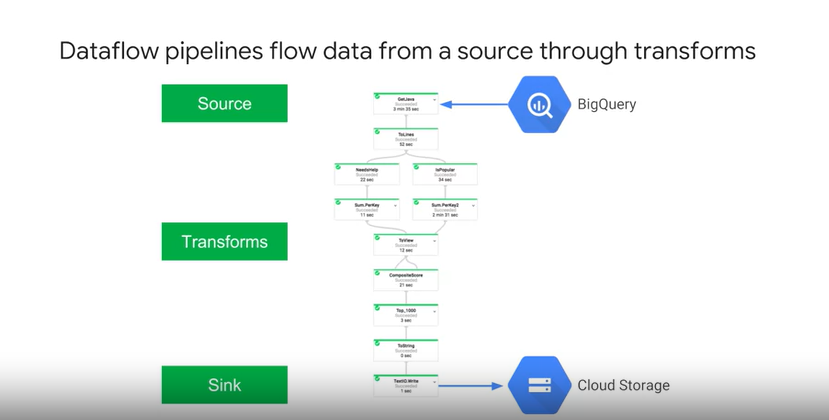 Dataflow pipelines flow data from a source through transforms
Source
GetJava
Succeeded
3 min 35 sec
BigQuery
ToLines
Succeeded
52 sec
NeedsHelp
Succeeded
22 sec
IsPopular
Succeeded
34 sec
Sum.PerKey
Succeeded
11 sec
Sum.PerKey2
Succeeded
2 min 31 sec
Transforms
ToView
Succeeded
12 sec
CompositeScore
Succeeded
21 sec
Top_1000
Succeeded
3 sec
ToString
Succeeded
0 sec
Sink
TextIO.Write
Succeeded
1 sec
Cloud Storage